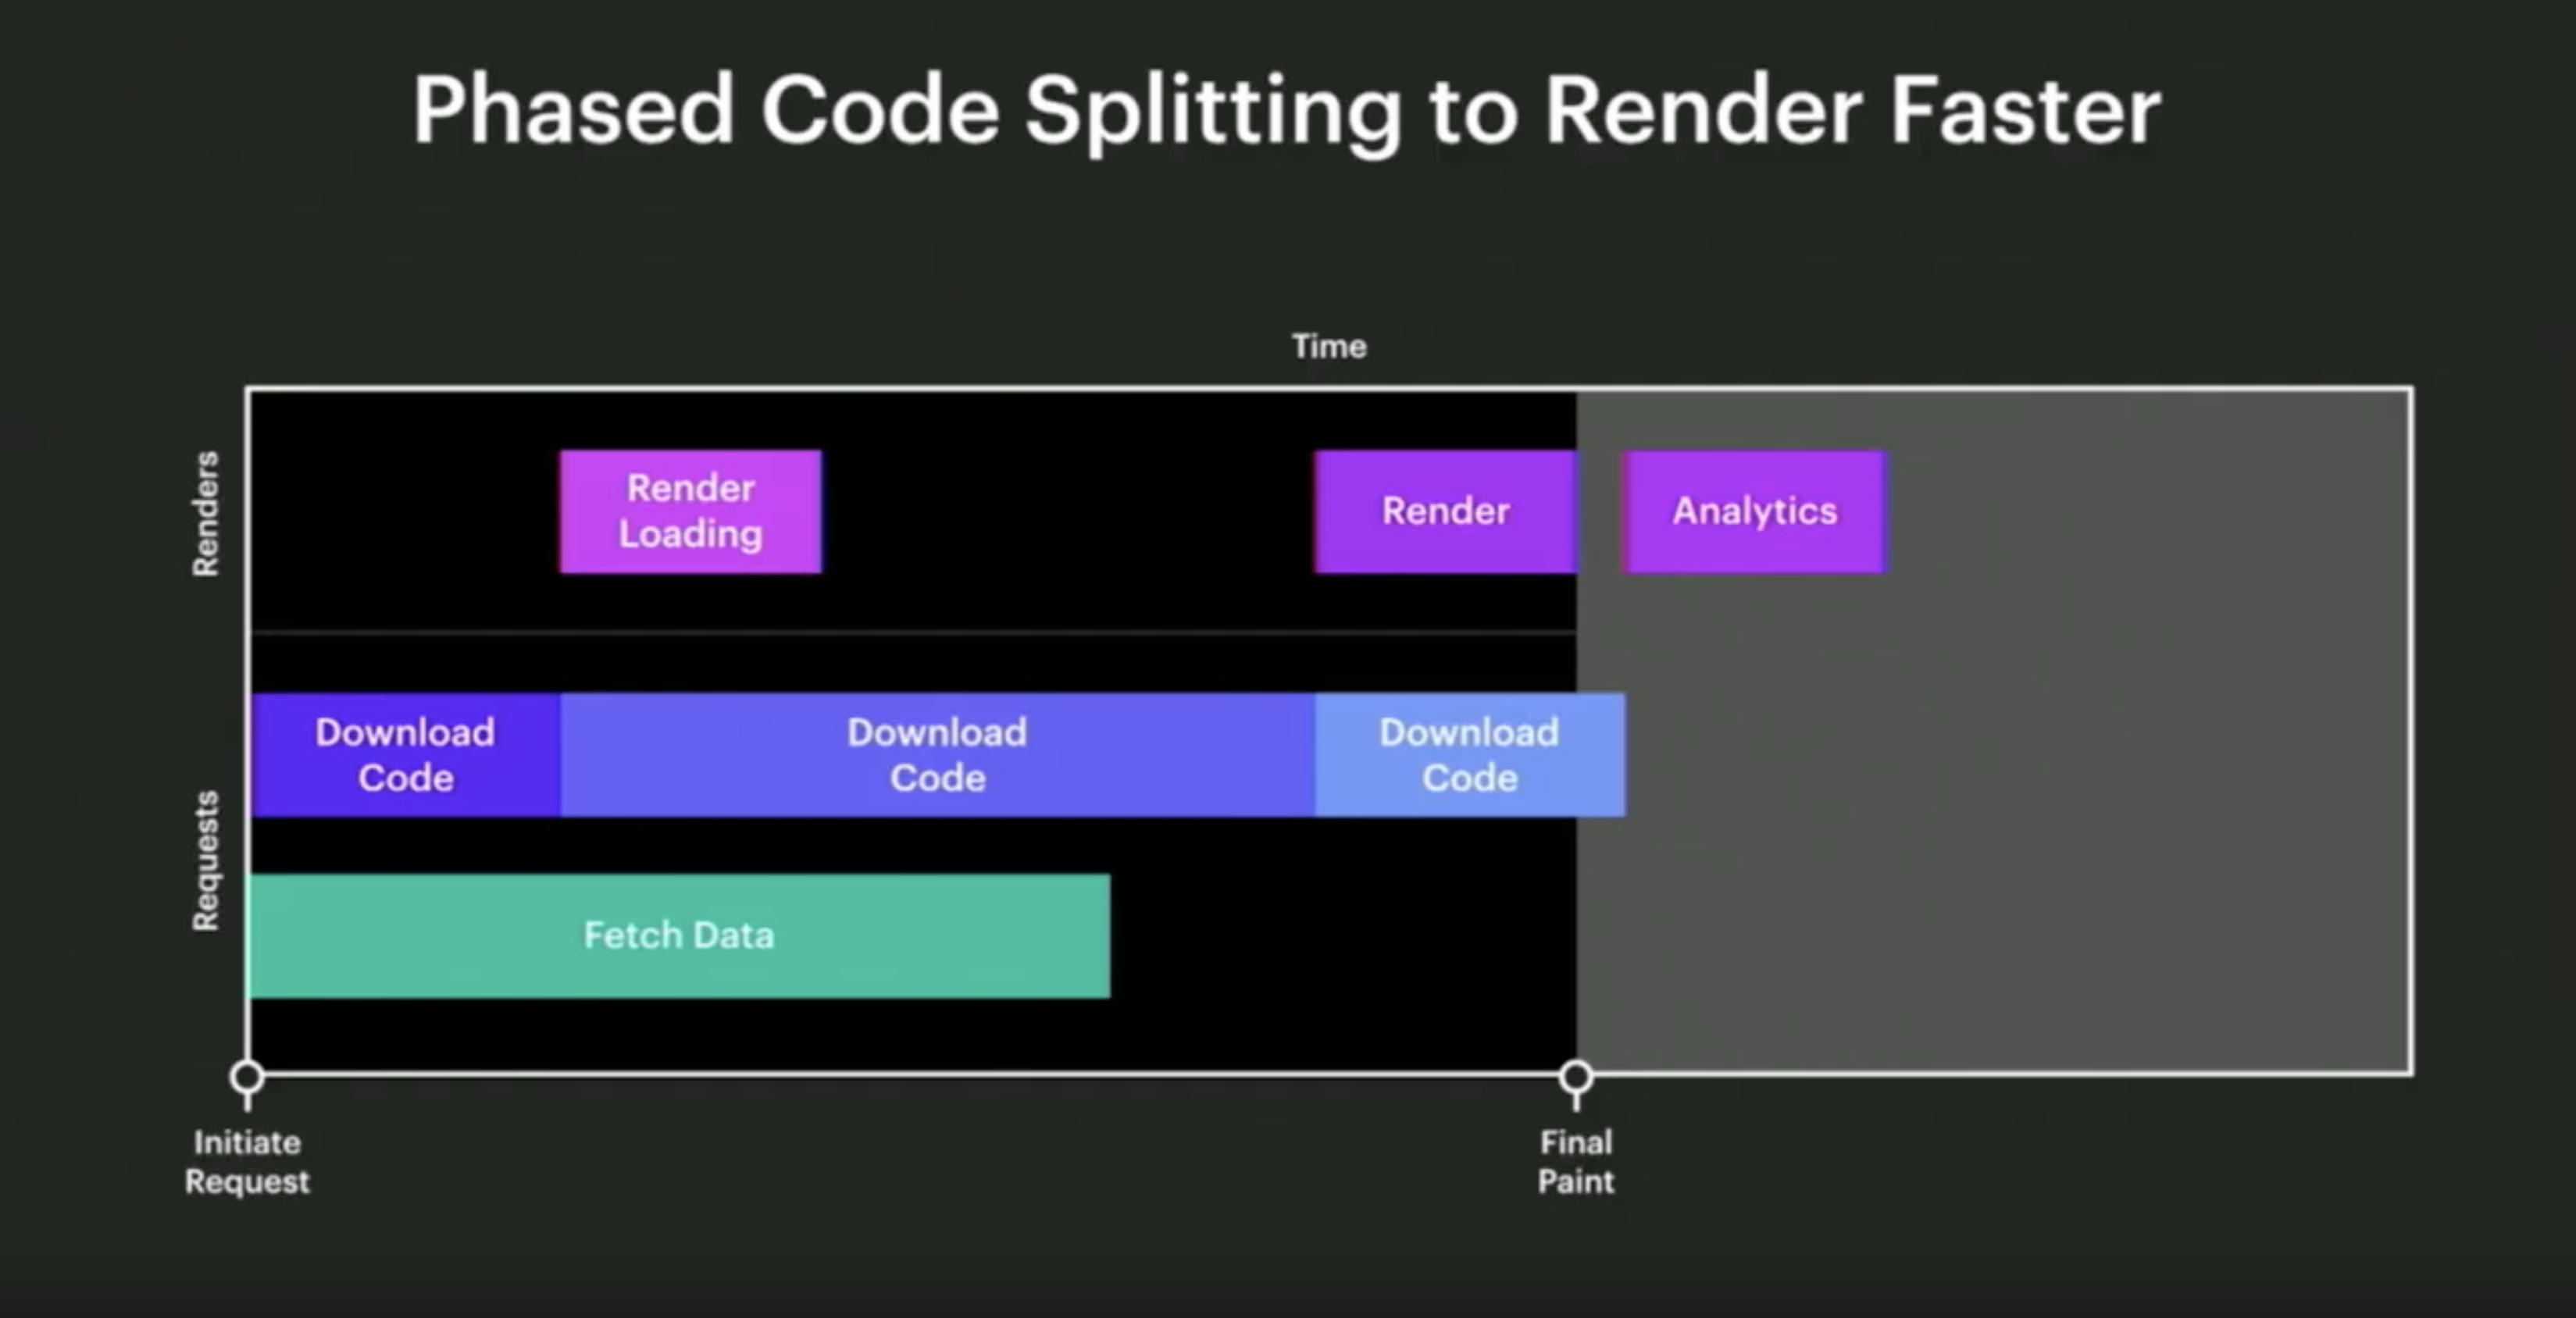 Phased Code Splitting to Render Faster
Time
Renders
Render
Loading
Render
Analytics
Requests
Download
Code
Download
Code
Download
Code
Fetch Data
Initiate
Request
Final
Paint